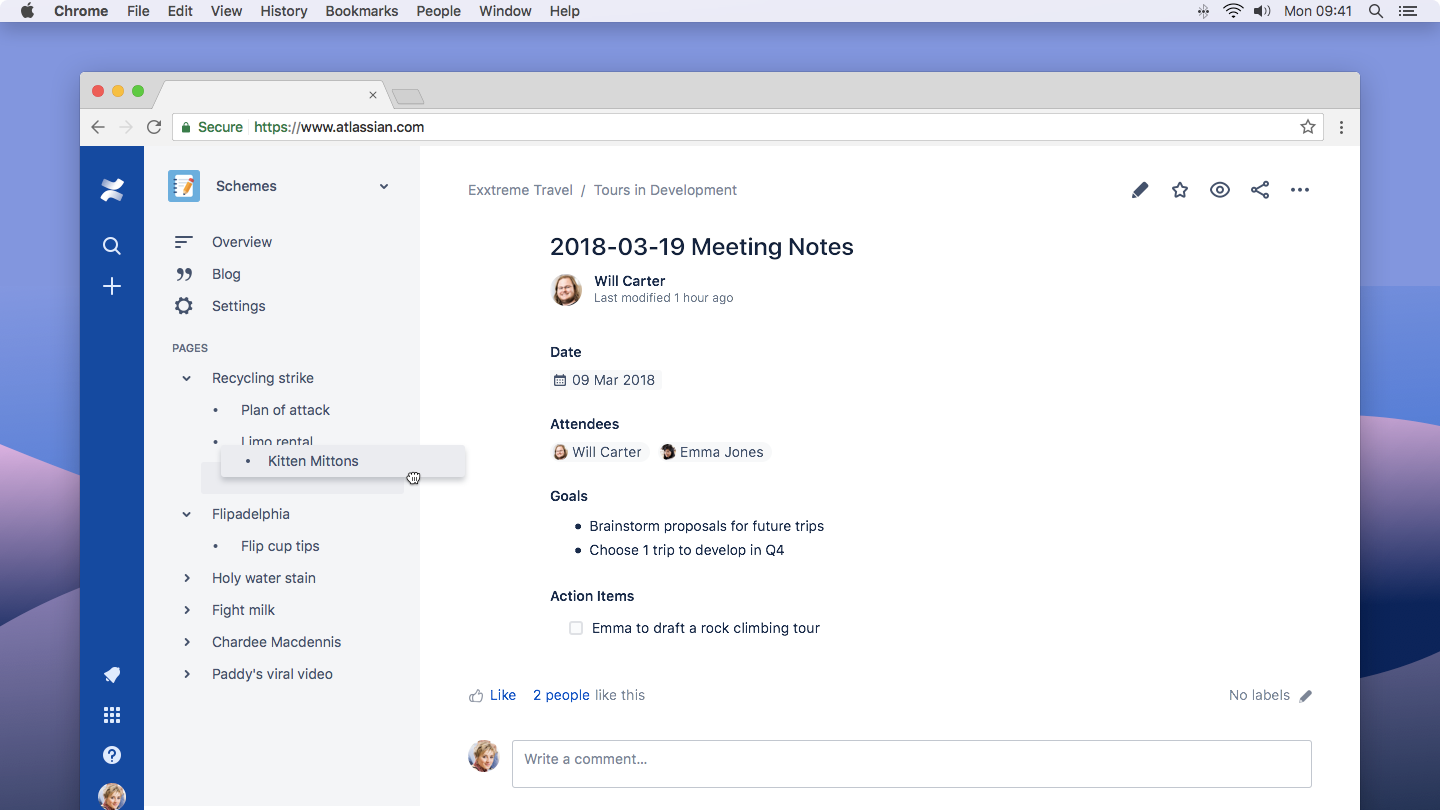 Chrome File Edit View History Bookmarks People Window Help Mon 09:41
Secure https://www.atlassian.com
Schemes
Overview
Blog
Settings
PAGES
Recycling strike
• Plan of attack
• Limo rental
• Kitten Mittons
Flipadelphia
• Flip cup tips
Holy water stain
Fight milk
Chardee Macdennis
Paddy's viral video
Exxtreme Travel / Tours in Development
2018-03-19 Meeting Notes
Will Carter
Last modified 1 hour ago
Date
09 Mar 2018
Attendees
Will Carter Emma Jones
Goals
• Brainstorm proposals for future trips
• Choose 1 trip to develop in Q4
Action Items
Emma to draft a rock climbing tour
Like 2 people like this No labels
Write a comment...